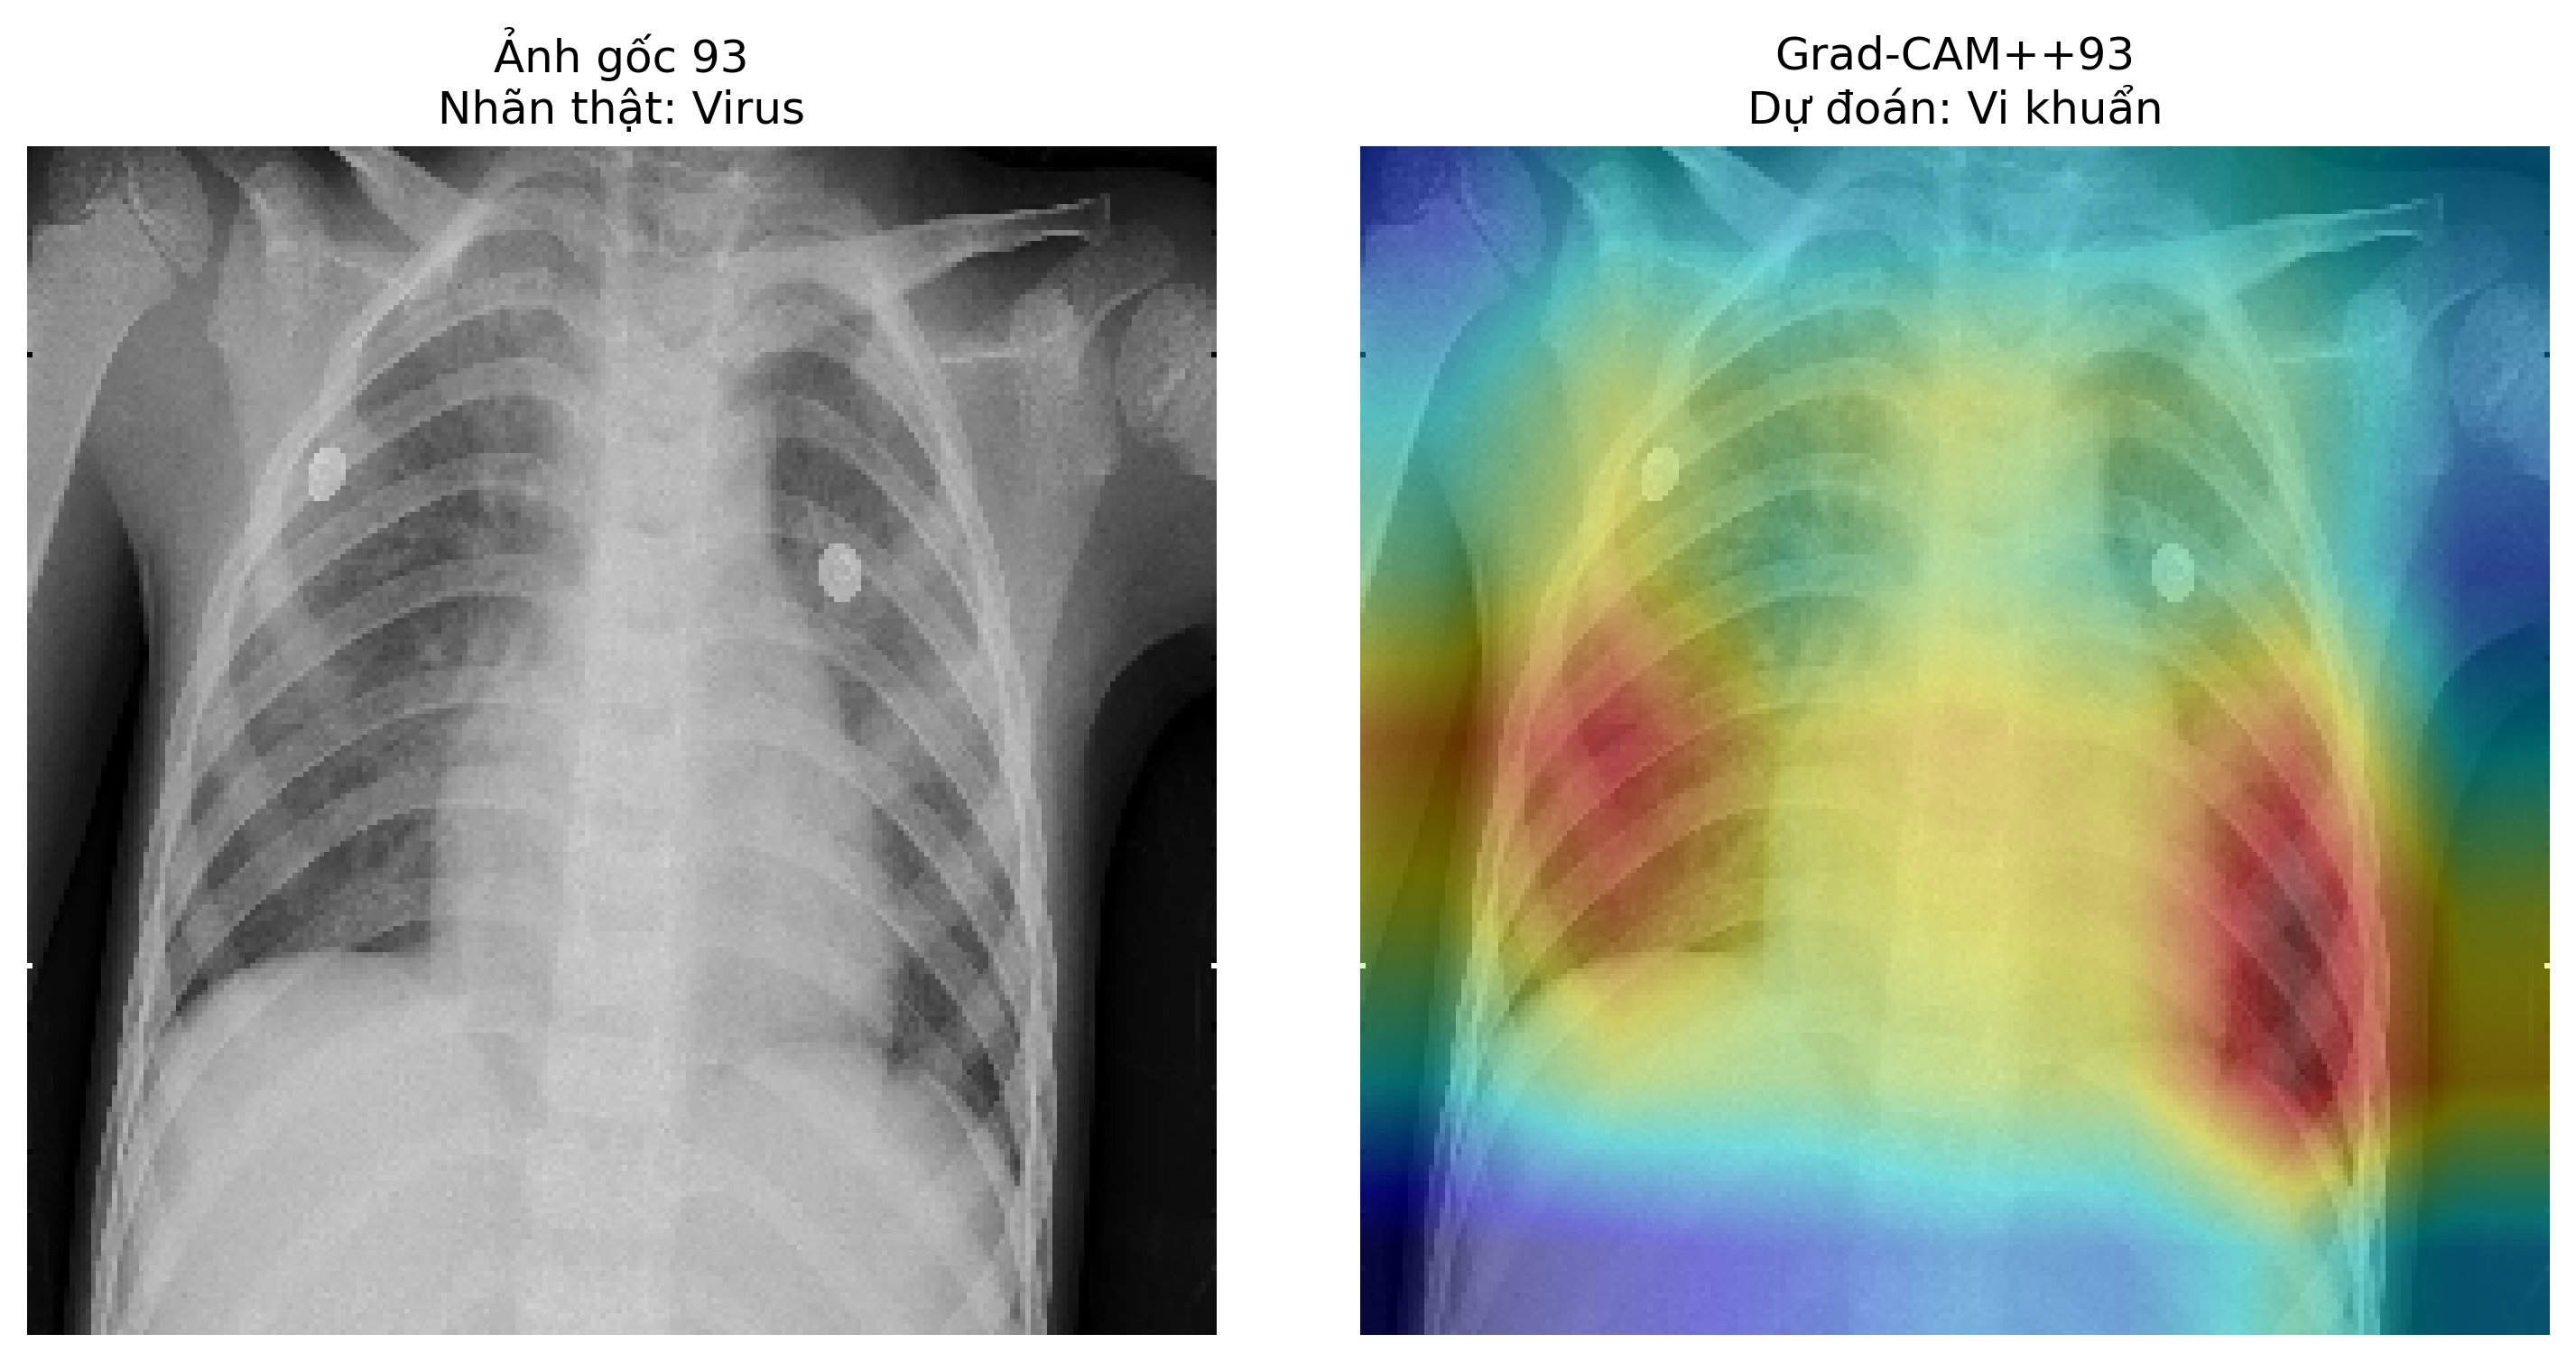 Ảnh gốc 93
Nhãn thật: Virus
Grad-CAM++93
Dự đoán: Vi khuẩn